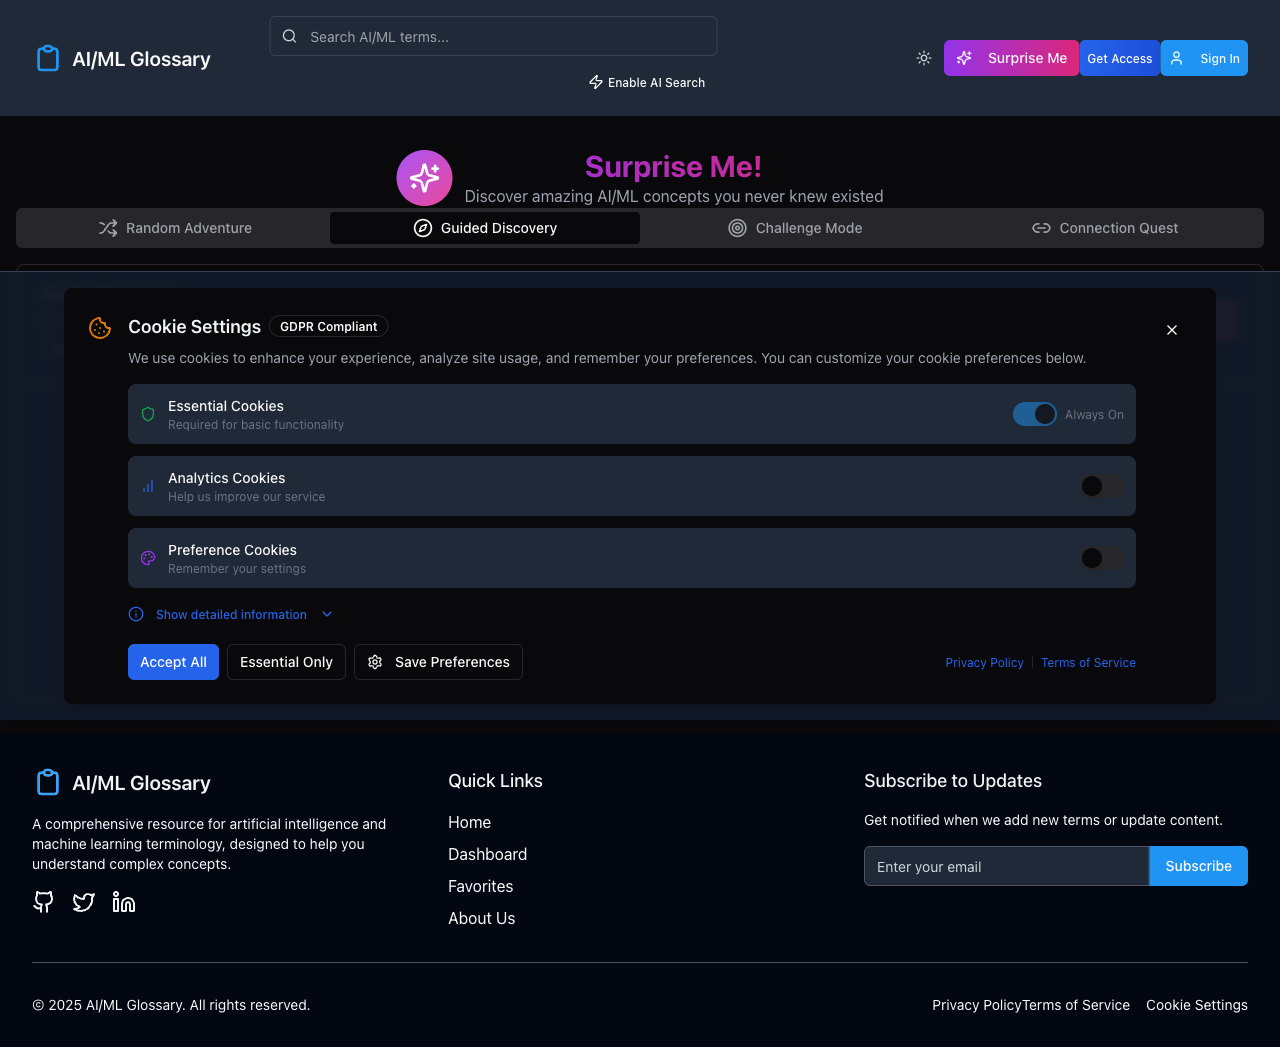 AI/ML Glossary
Search AI/ML terms...
Enable AI Search
Surprise Me
Get Access
Sign In
Surprise Me!
Discover amazing AI/ML concepts you never knew existed
Random Adventure
Guided Discovery
Challenge Mode
Connection Quest
Cookie Settings
GDPR Compliant
We use cookies to enhance your experience, analyze site usage, and remember your preferences. You can customize your cookie preferences below.
Essential Cookies
Required for basic functionality
Always On
Analytics Cookies
Help us improve our service
Preference Cookies
Remember your settings
Show detailed information
Accept All
Essential Only
Save Preferences
Privacy Policy
Terms of Service
AI/ML Glossary
A comprehensive resource for artificial intelligence and
machine learning terminology, designed to help you
understand complex concepts.
Quick Links
Home
Dashboard
Favorites
About Us
Subscribe to Updates
Get notified when we add new terms or update content.
Enter your email
Subscribe
© 2025 AI/ML Glossary. All rights reserved.
Privacy Policy
Terms of Service
Cookie Settings